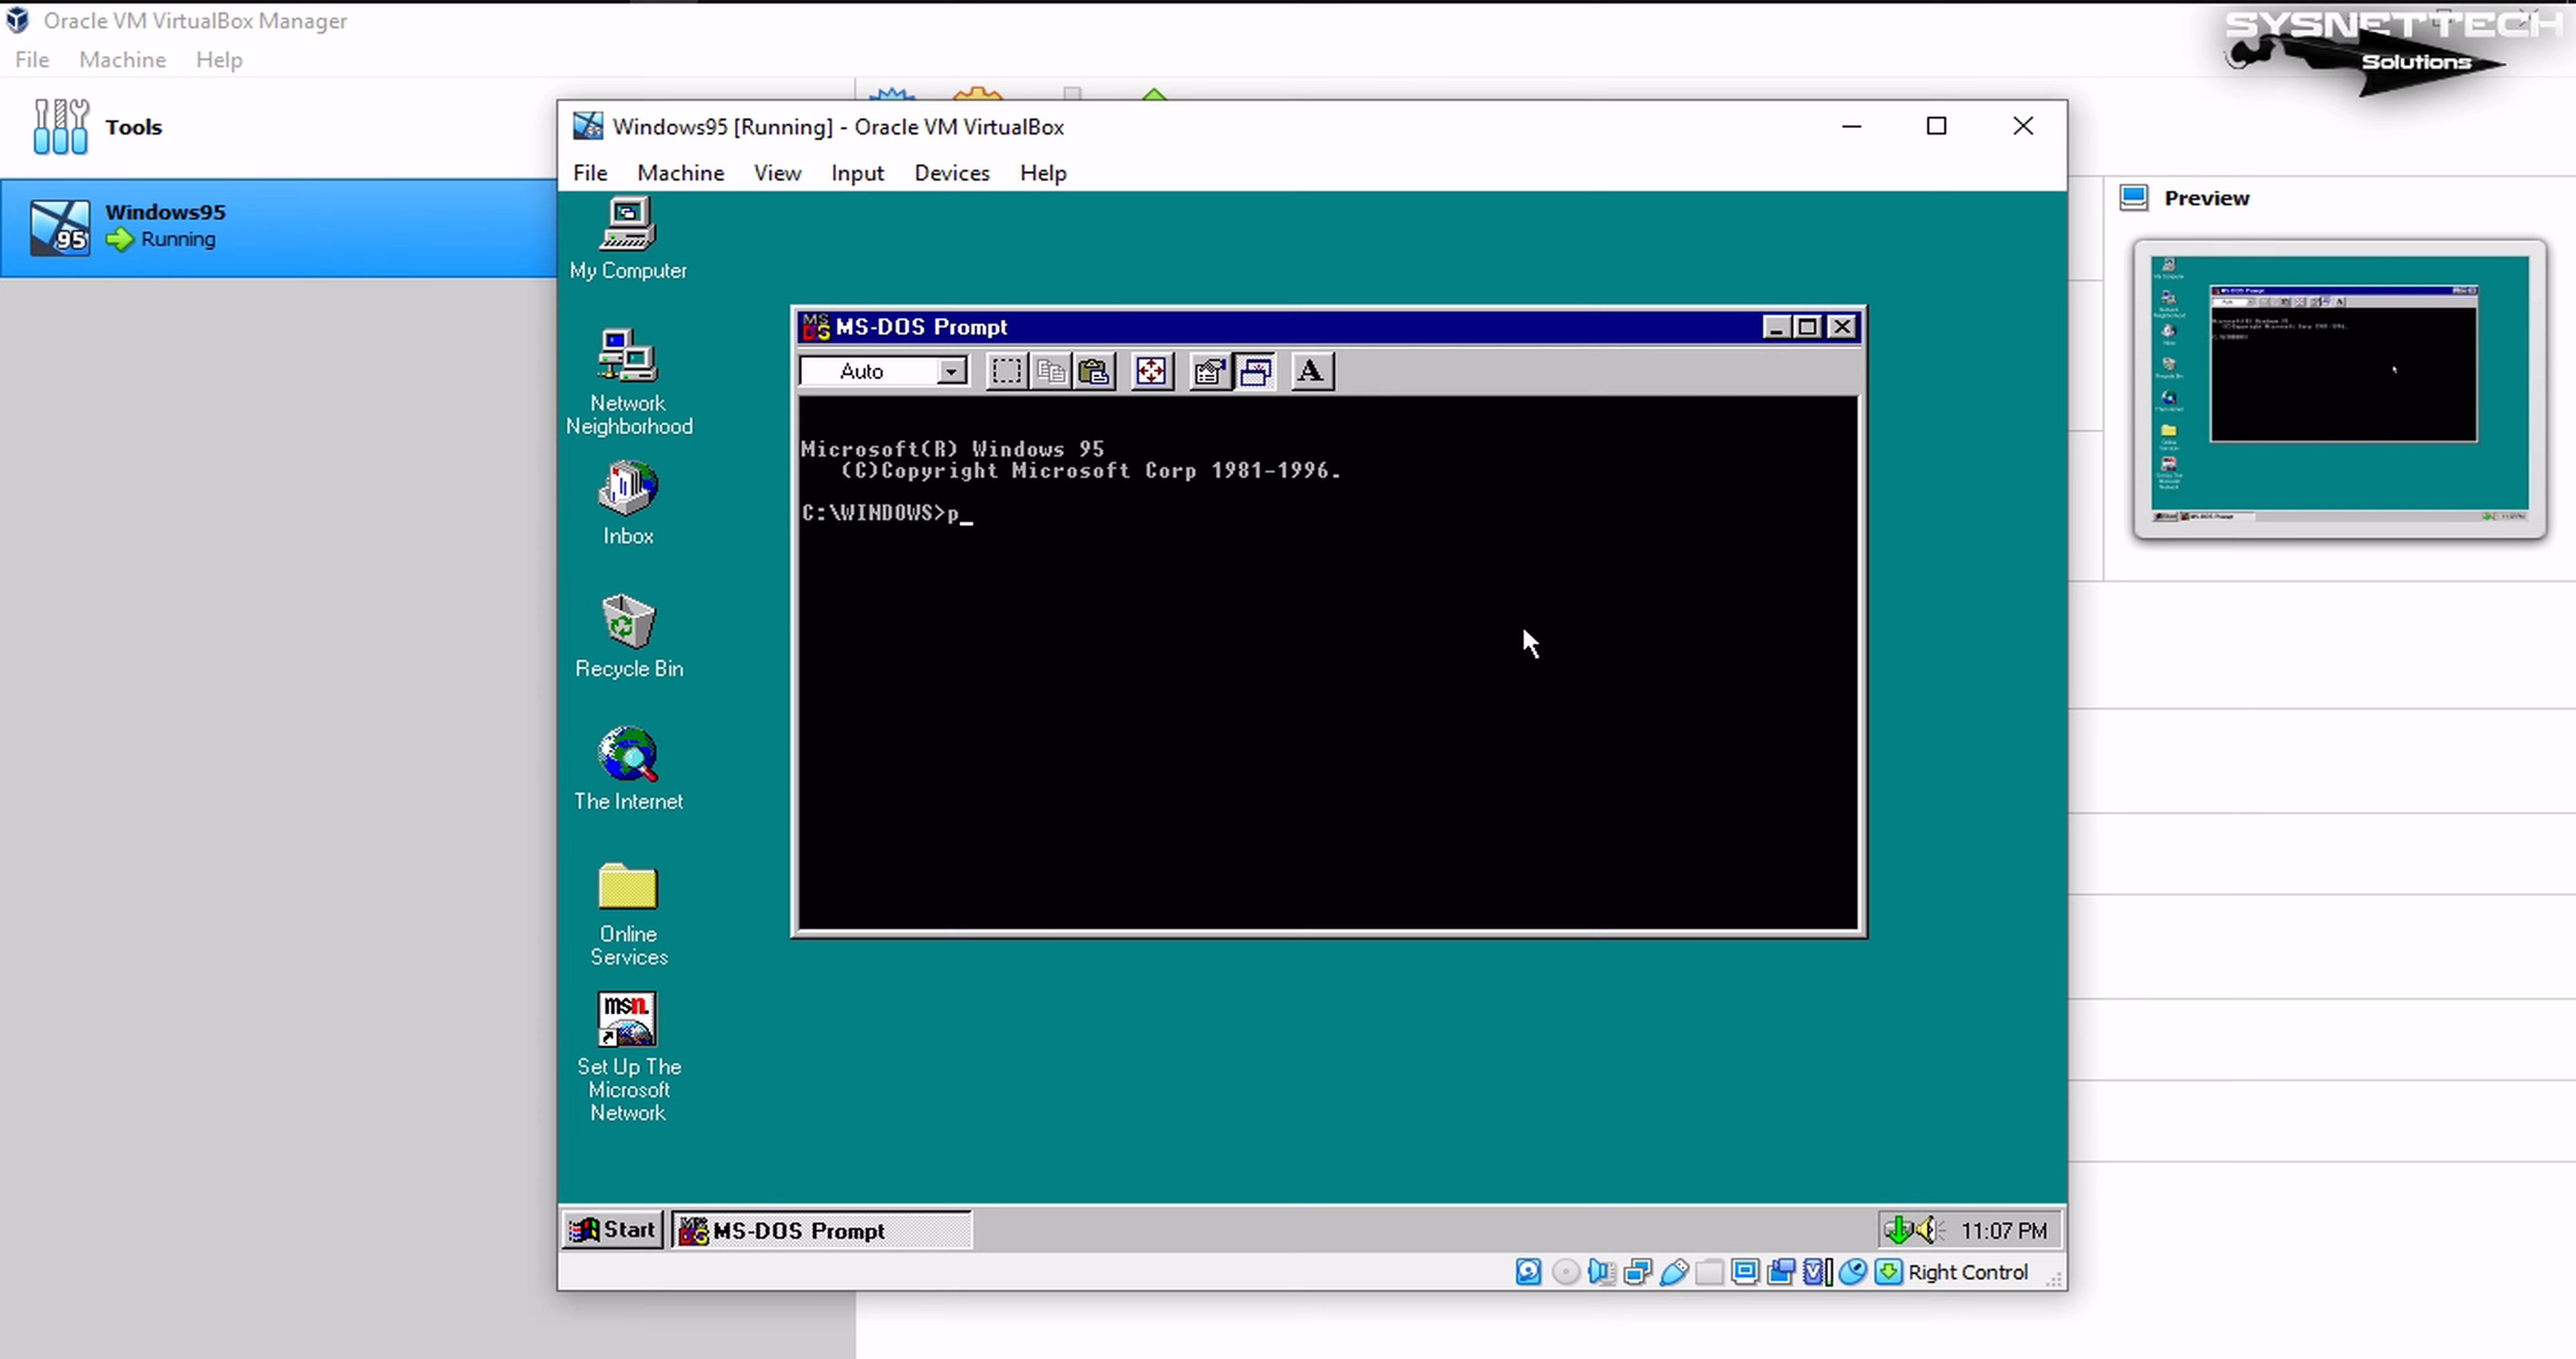 Oracle VM VirtualBox Manager
File Machine Help
SYSNETTECH
Solutions
Tools
Windows95
Running
Windows95 [Running] - Oracle VM VirtualBox
File Machine View Input Devices Help
My Computer
Network
Neighborhood
Inbox
Recycle Bin
The Internet
Online
Services
msn.
Set Up The
Microsoft
Network
MS-DOS Prompt
Auto
A
Microsoft(R) Windows 95
(C)Copyright Microsoft Corp 1981-1996.
C:\WINDOWS>p_
Start
MS-DOS Prompt
11:07 PM
Right Control
Preview